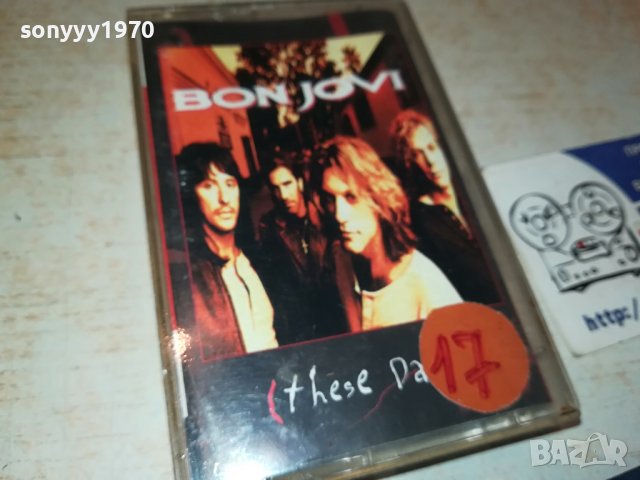 sonyyy1970
BON JOVI
(these Da
17
http:/
BAZAR